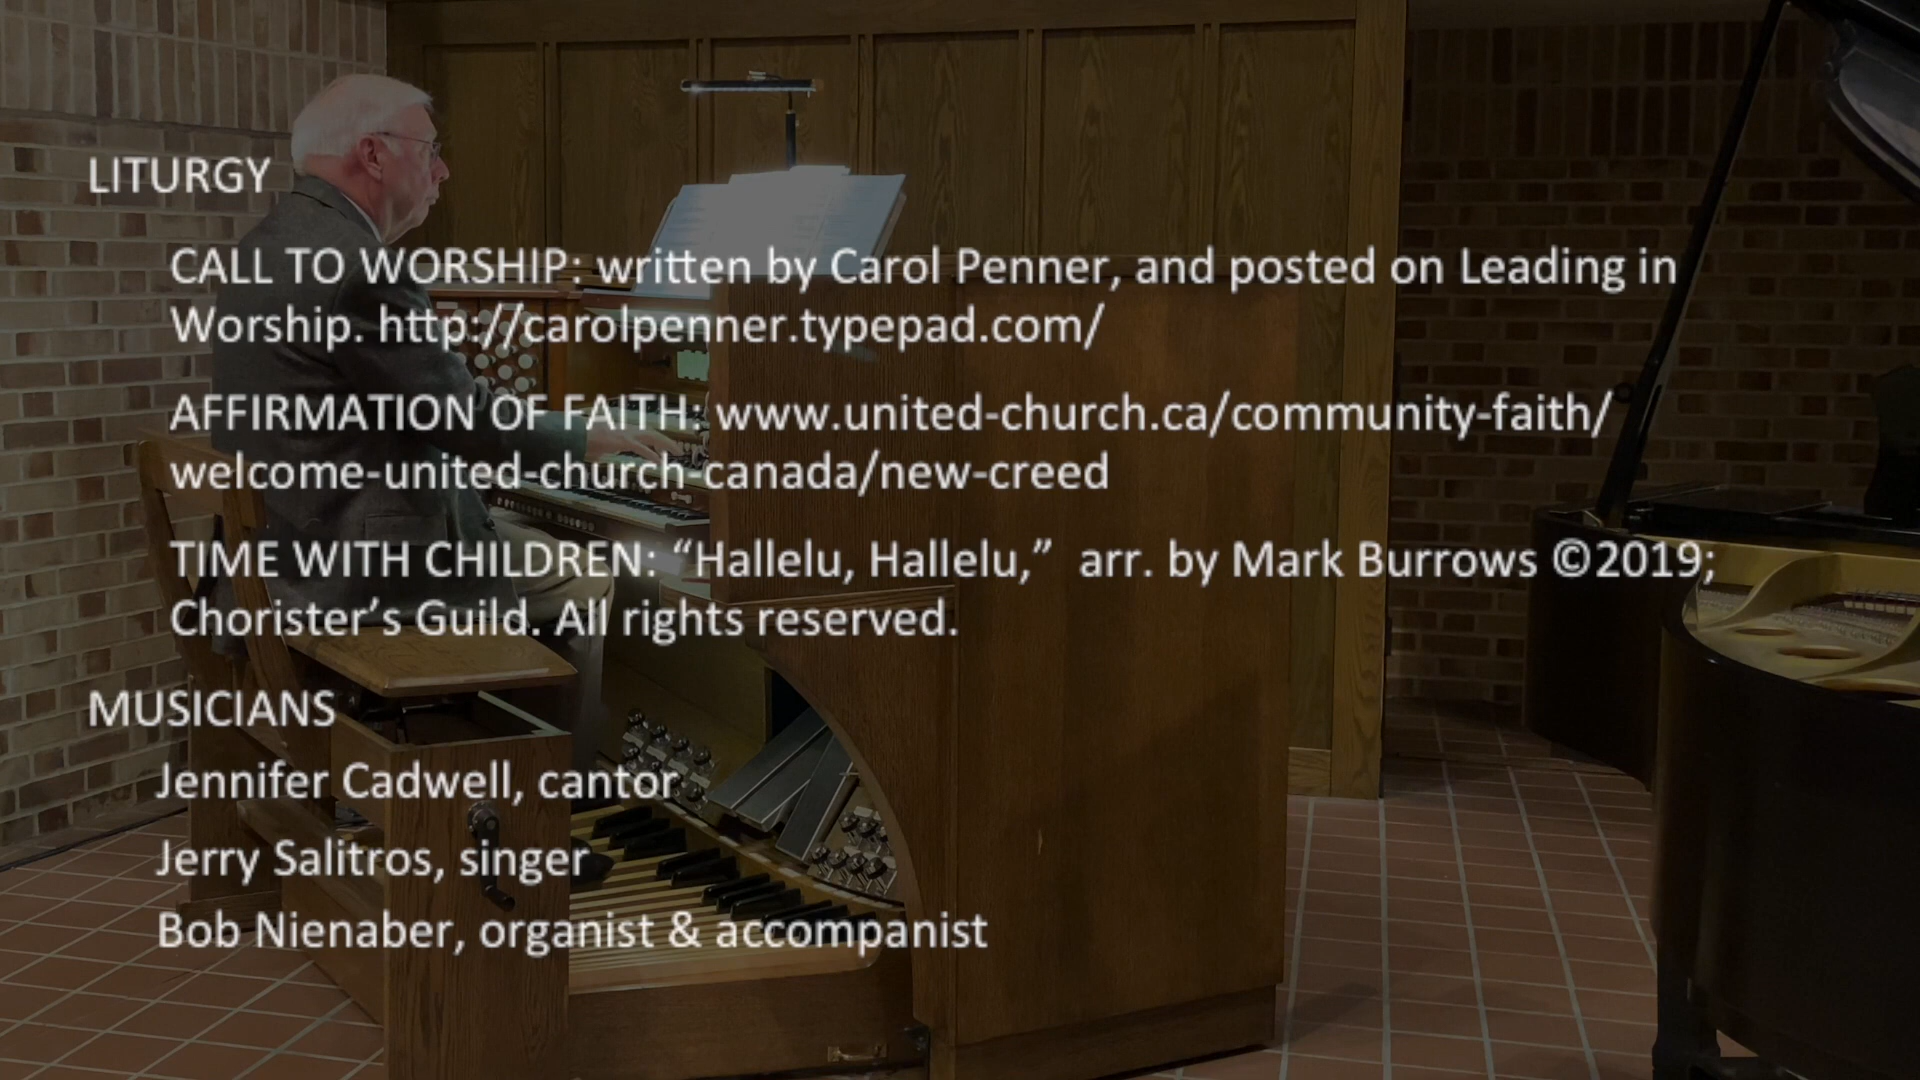 LITURGY
CALL TO WORSHIP: written by Carol Penner, and posted on Leading in
Worship. http://carolpenner.typepad.com/
AFFIRMATION OF FAITH: www.united-church.ca/community-faith/
welcome-united-church-canada/new-creed
TIME WITH CHILDREN: “Hallelu, Hallelu,”  arr. by Mark Burrows ©2019;
Chorister’s Guild. All rights reserved.
MUSICIANS
Jennifer Cadwell, cantor
Jerry Salitros, singer
Bob Nienaber, organist & accompanist